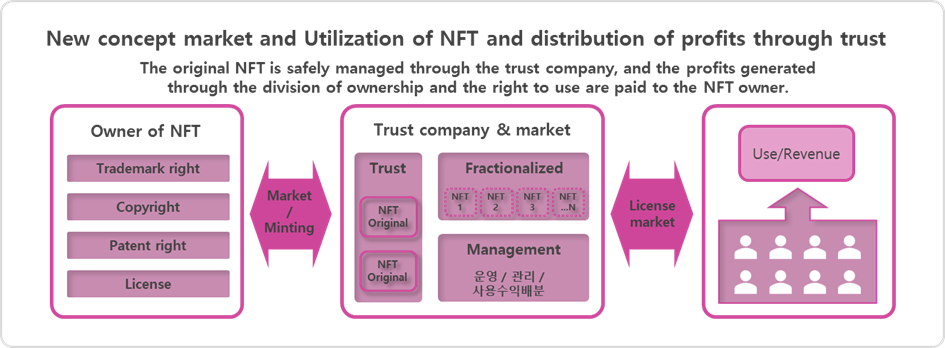 New concept market and Utilization of NFT and distribution of profits through trust
The original NFT is safely managed through the trust company, and the profits generated
through the division of ownership and the right to use are paid to the NFT owner.
Owner of NFT
Trademark right
Copyright
Patent right
License
Market
/
Minting
Trust company & market
Trust
NFT
Original
NFT
Original
Fractionalized
NFT
1
NFT
2
NFT
3
NFT
...N
Management
운영 / 관리 /
사용수익배분
License
market
Use/Revenue